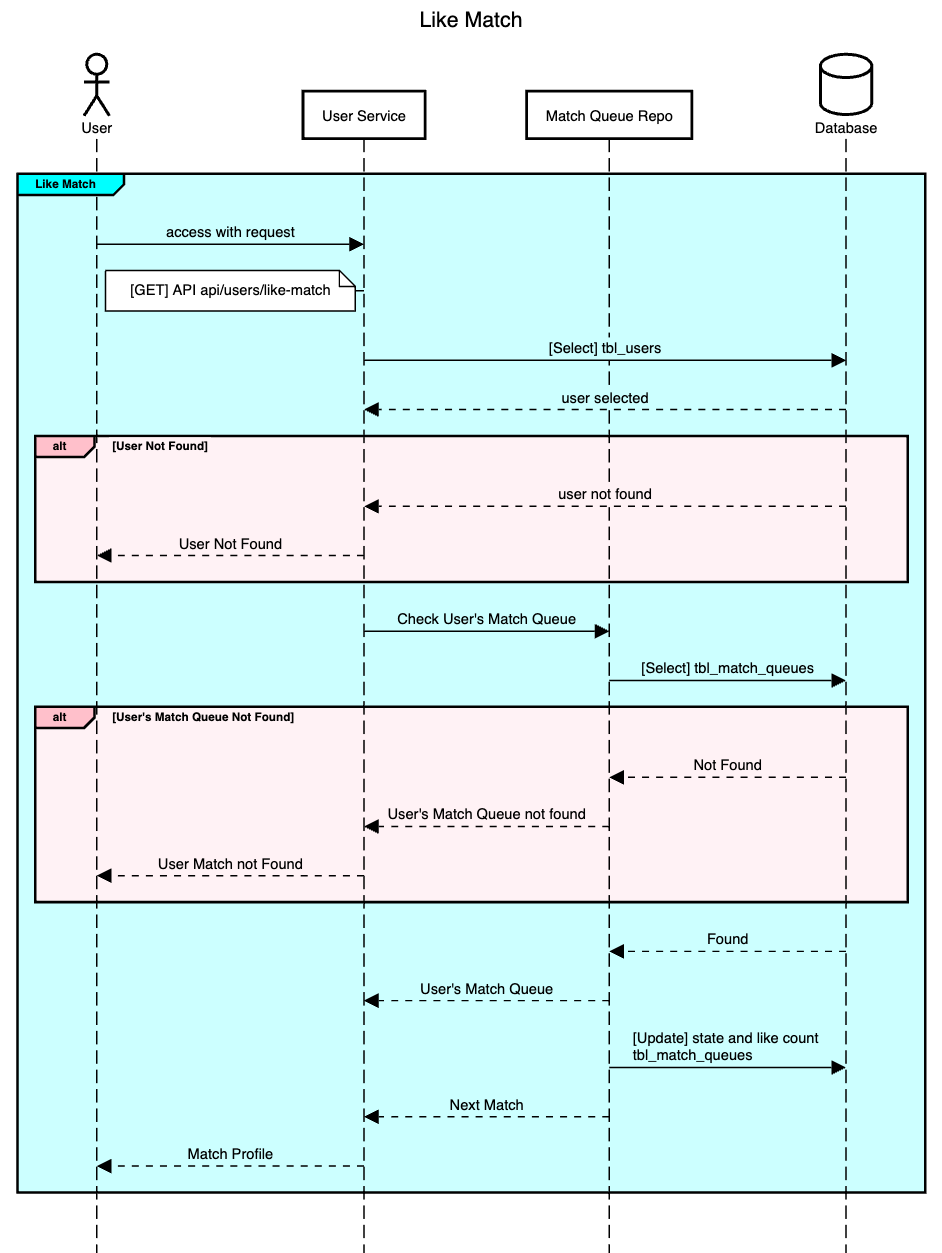 Like Match
User
User Service
Match Queue Repo
Database
Like Match
access with request
[GET] API api/users/like-match
[Select] tbl_users
user selected
alt
[User Not Found]
user not found
User Not Found
Check User's Match Queue
[Select] tbl_match_queues
alt
[User's Match Queue Not Found]
Not Found
User's Match Queue not found
User Match not Found
Found
User's Match Queue
[Update] state and like count
tbl_match_queues
Next Match
Match Profile